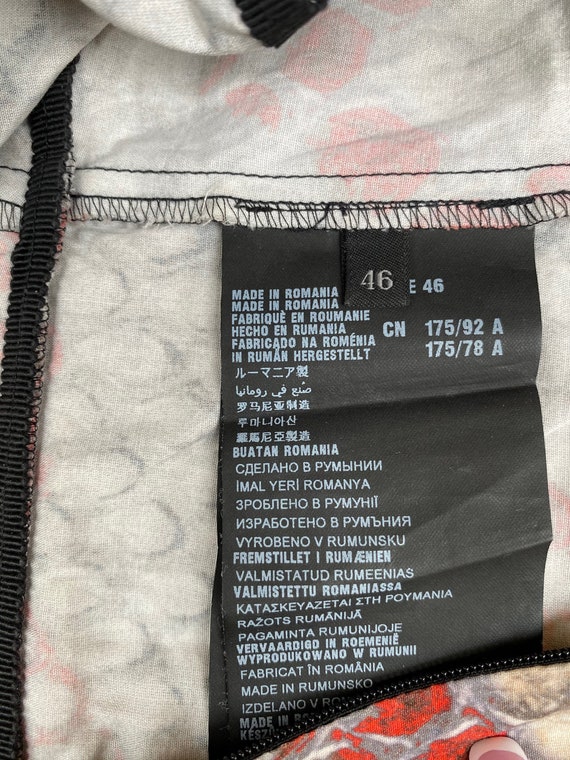 46
E 46
MADE IN ROMANIA
MADE IN ROMANIA
FABRIQUÈ EN ROUMANIE
HECHO EN RUMANIA
CN 175/92 A
FABRICADO NA ROMÉNIA
IN RUMÄN HERGESTELLT
175/78 A
ルーマニア製
صُنع في رومانيا
罗马尼亚制造
루마니아산
羅馬尼亞製造
BUATAN ROMANIA
СДЕЛАНО В РУМЫНИИ
İMAL YERİ ROMANYA
ЗРОБЛЕНО В РУМУНІЇ
ИЗРАБОТЕНО В РУМЪНИЯ
VYROBENO V RUMUNSKU
FREMSTILLET I RUMÆNIEN
VALMISTATUD RUMEENIAS
VALMISTETTU ROMANIASSA
ΚΑΤΑΣΚΕΥΑΖΕΤΑΙ ΣΤΗ ΡΟΥΜΑΝΙΑ
RAŽOTS RUMĀNIJĀ
PAGAMINTA RUMUNIJOJE
VERVAARDIGD IN ROEMENIË
WYPRODUKOWANO W RUMUNII
FABRICAT ÎN ROMÂNIA
MADE IN RUMUNSKO
IZDELANO V
MADE IN